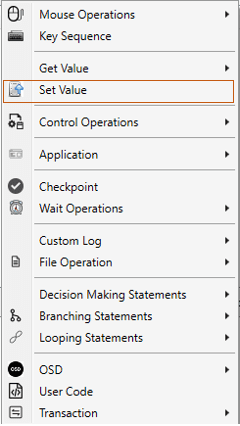 Mouse Operations
Key Sequence
Get Value
Set Value
Control Operations
Application
Checkpoint
Wait Operations
Custom Log
File Operation
Decision Making Statements
Branching Statements
Looping Statements
OSD
OSD
User Code
Transaction